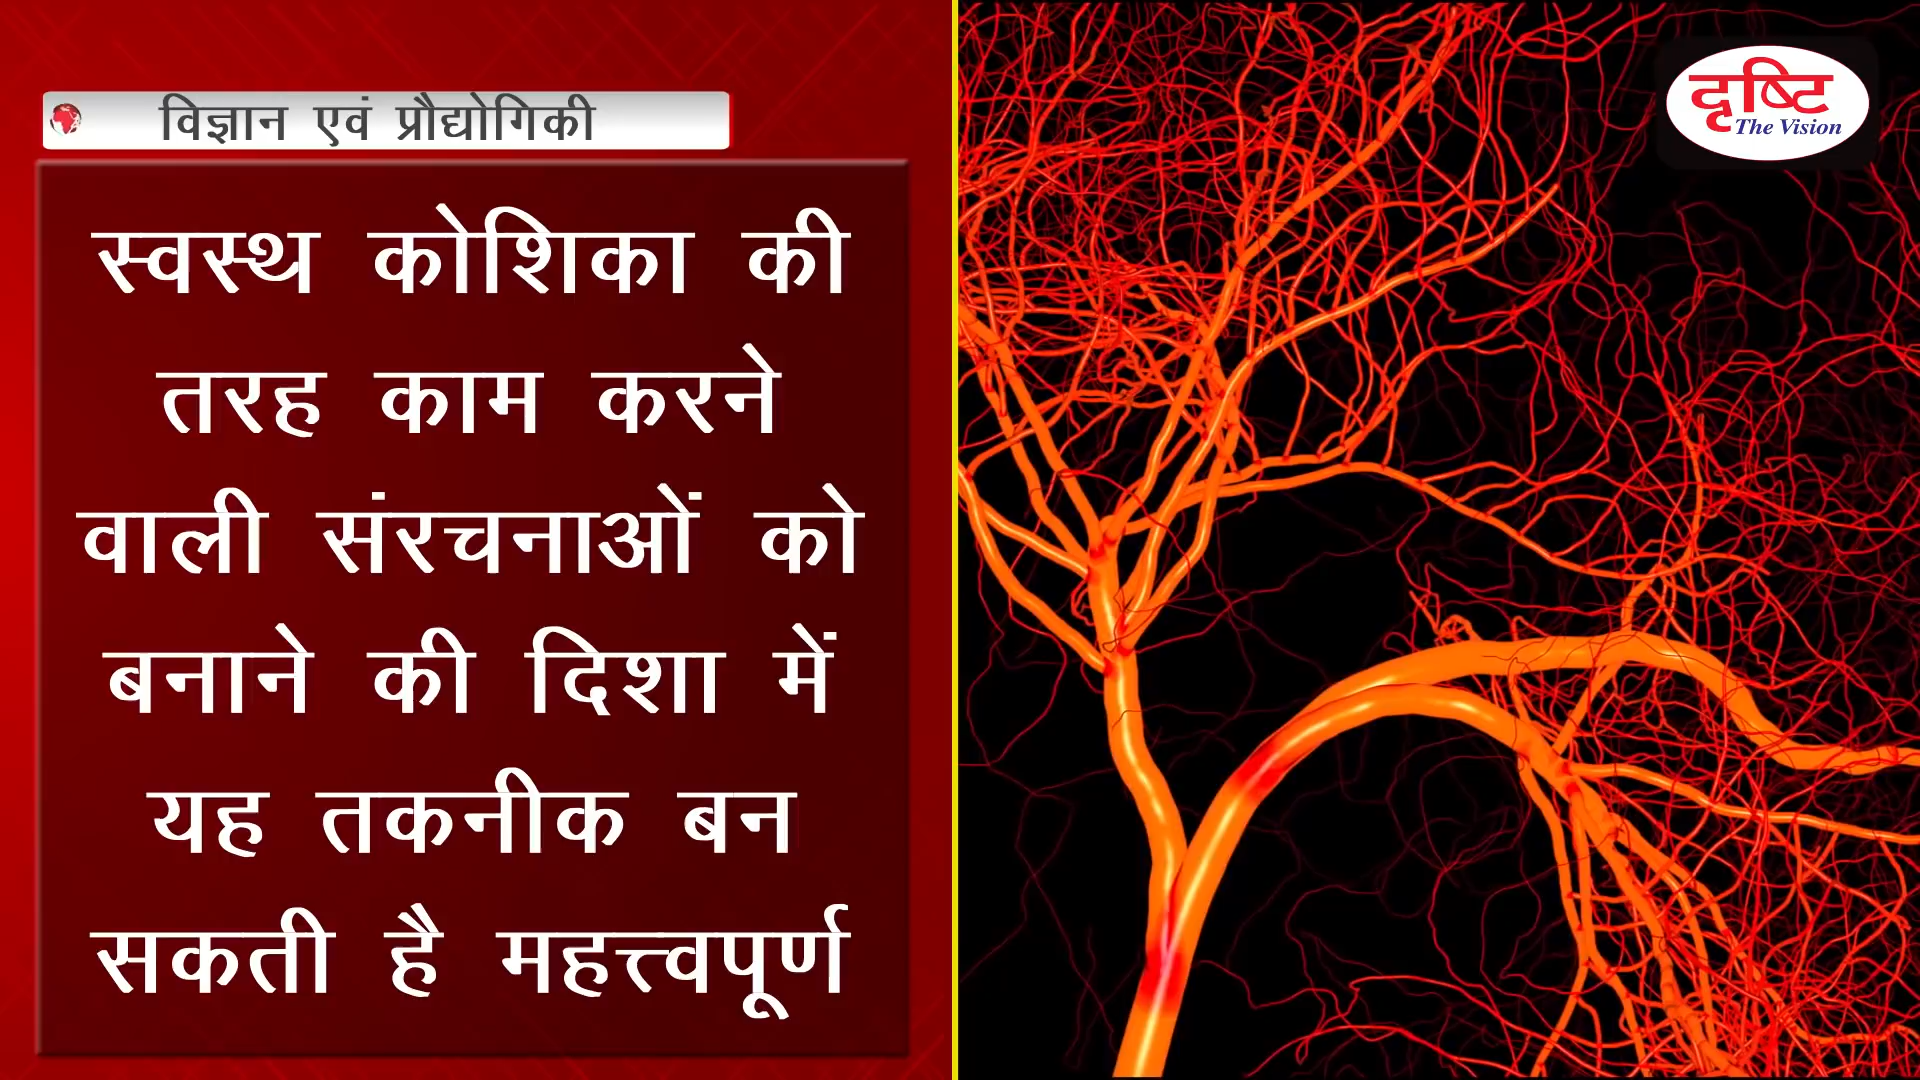 विज्ञान एवं प्रौद्योगिकी
दृष्टि
The Vision
स्वस्थ कोशिका की
तरह काम करने
वाली संरचनाओं को
बनाने की दिशा में
यह तकनीक बन
सकती है महत्त्वपूर्ण